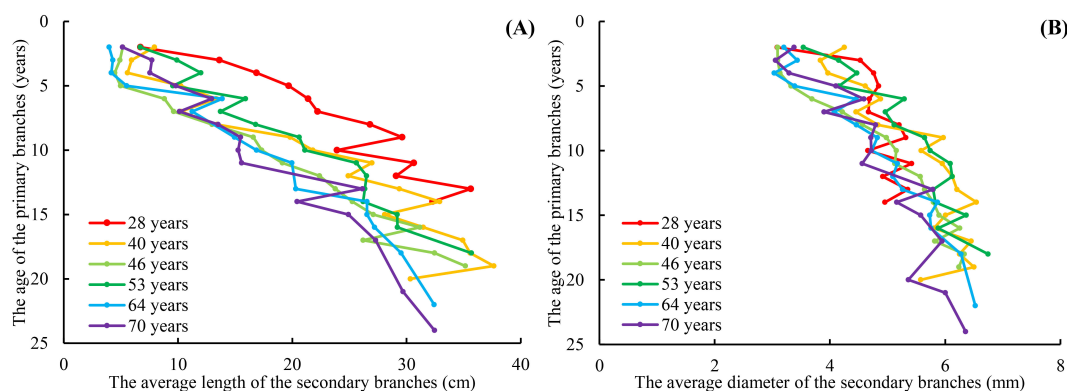 (A)
The age of the primary branches (years)
0
5
10
15
20
25
28 years
40 years
46 years
53 years
64 years
70 years
0 10 20 30 40
The average length of the secondary branches (cm)
(B)
The age of the primary branches (years)
0
5
10
15
20
25
28 years
40 years
46 years
53 years
64 years
70 years
0 2 4 6 8
The average diameter of the secondary branches (mm)